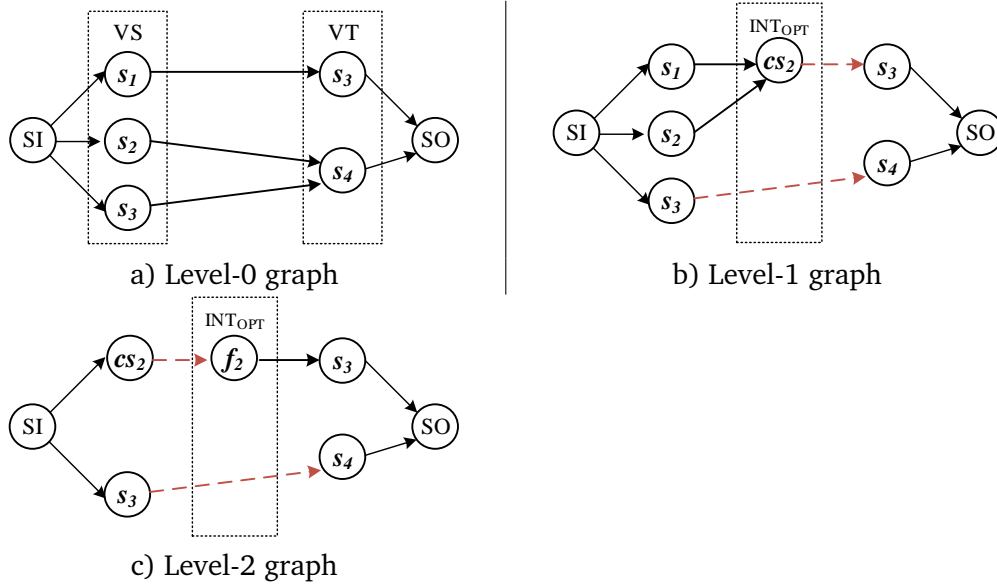 VS VT
s1 s3
SI s2 SO
s4
s3
a) Level-0 graph
INTOPT
s1 cs2 s3
SI s2 SO
s4
s3
b) Level-1 graph
INTOPT
cs2 f2 s3
SI SO
s4
s3
c) Level-2 graph